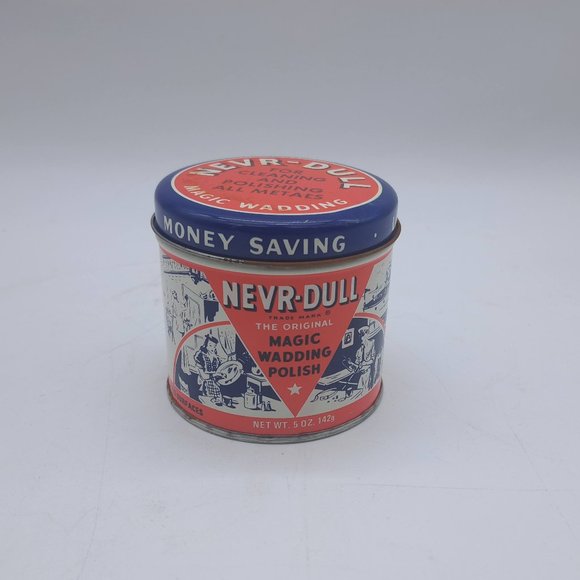 NEVR-DULL
FOR
CLEANING
AND
POLISHING
ALL METALS
MAGIC WADDING
MONEY SAVING
NEVR-DULL
TRADE MARK ®
THE ORIGINAL
MAGIC
WADDING
POLISH
NET WT. 5 OZ. 142g